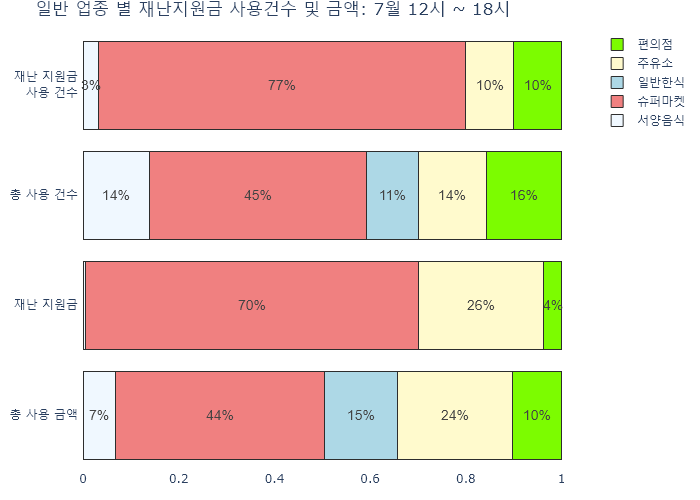 일반 업종 별 재난지원금 사용건수 및 금액: 7월 12시 ~ 18시
편의점
주유소
일반한식
슈퍼마켓
서양음식
재난 지원금
사용 건수
3%
77%
10%
10%
총 사용 건수
14%
45%
11%
14%
16%
재난 지원금
70%
26%
4%
총 사용 금액
7%
44%
15%
24%
10%
0
0.2
0.4
0.6
0.8
1